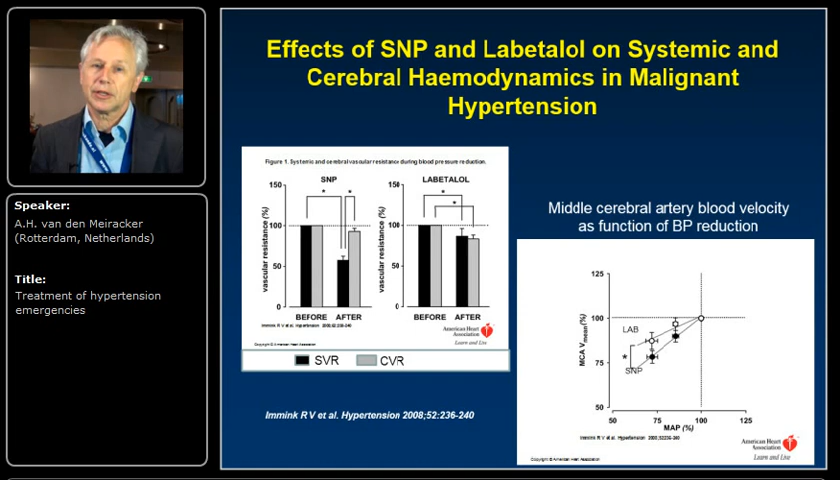 Speaker:
A.H. van den Meiracker
(Rotterdam, Netherlands)
Title:
Treatment of hypertension
emergencies
Effects of SNP and Labetalol on Systemic and
Cerebral Haemodynamics in Malignant
Hypertension
Figure 1. Systemic and cerebral vascular resistance during blood pressure reduction.
SNP
LABETALOL
vascular resistance (%)
150
100
50
0
* *
BEFORE AFTER
vascular resistance (%)
150
100
50
0
*
*
BEFORE AFTER
Immink R V et al. Hypertension 2008;52:236-240
American Heart
Association
Learn and Live
Copyright © American Heart Association
SVR CVR
Immink R V et al. Hypertension 2008;52:236-240
Middle cerebral artery blood velocity
as function of BP reduction
MCA Vmean(%)
125
100
75
50
LAB
*
SNP
50 75 100 125
MAP (%)
Immink R V et al. Hypertension 2008;52:236-240
American Heart
Association
Learn and Live
Copyright © American Heart Association